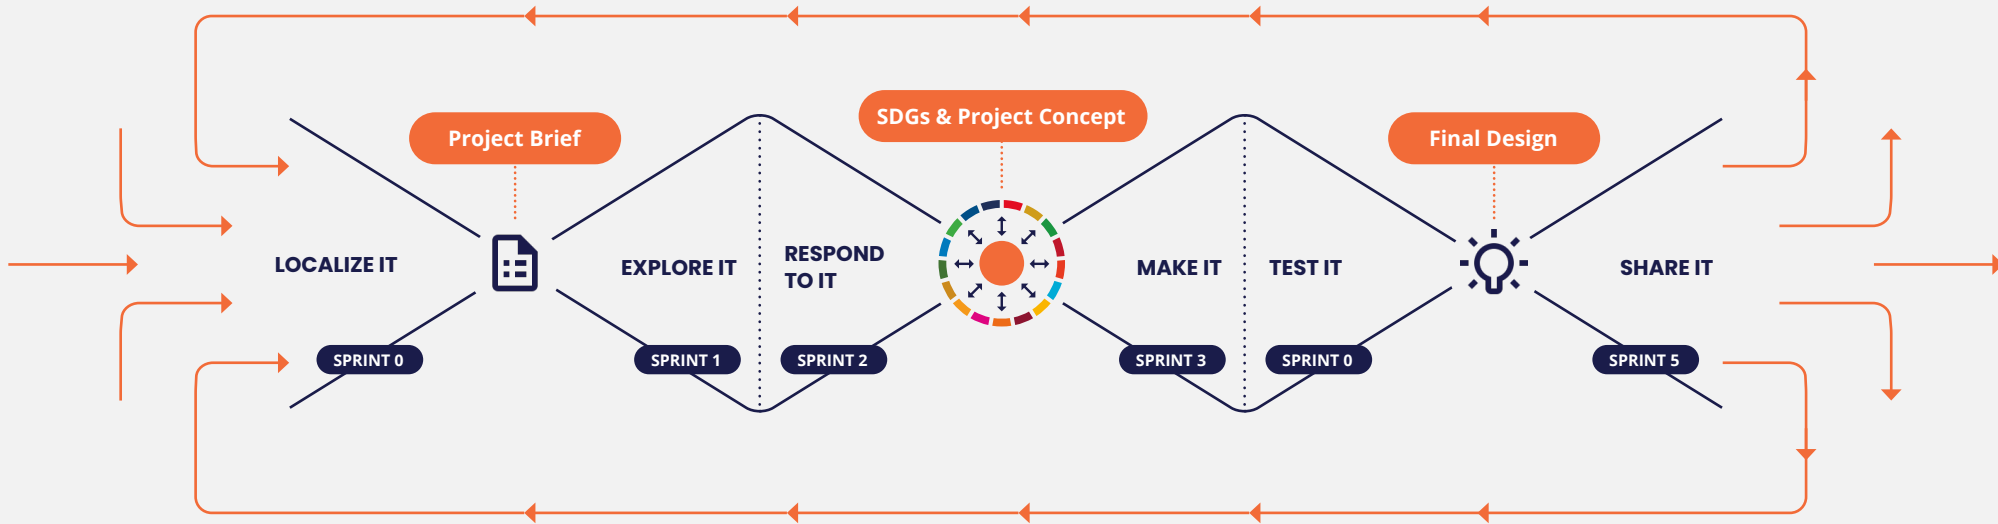 Project Brief
SDGs & Project Concept
Final Design
LOCALIZE IT
EXPLORE IT
RESPOND
TO IT
MAKE IT
TEST IT
SHARE IT
SPRINT 0
SPRINT 1
SPRINT 2
SPRINT 3
SPRINT 0
SPRINT 5